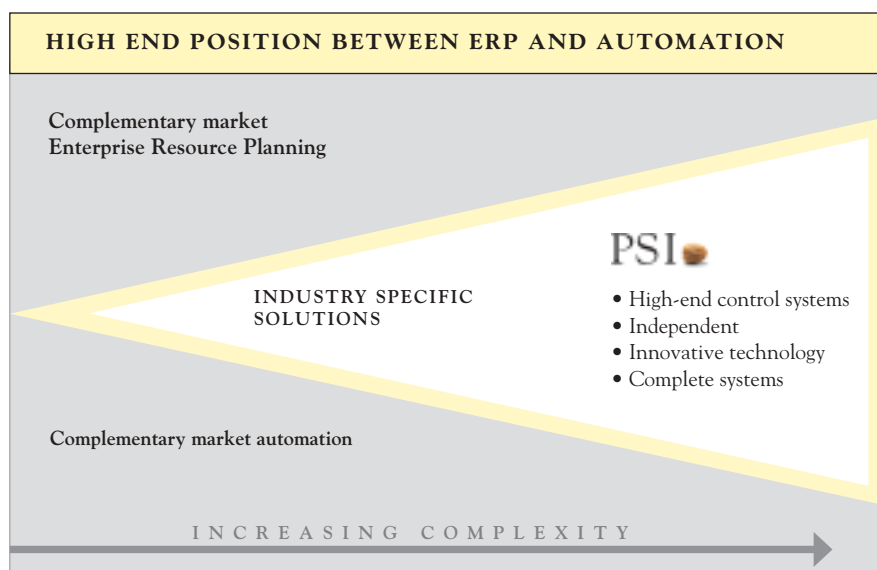 HIGH END POSITION BETWEEN ERP AND AUTOMATION
Complementary market
Enterprise Resource Planning
PSI
INDUSTRY SPECIFIC
SOLUTIONS
• High-end control systems
• Independent
• Innovative technology
• Complete systems
Complementary market automation
INCREASING COMPLEXITY